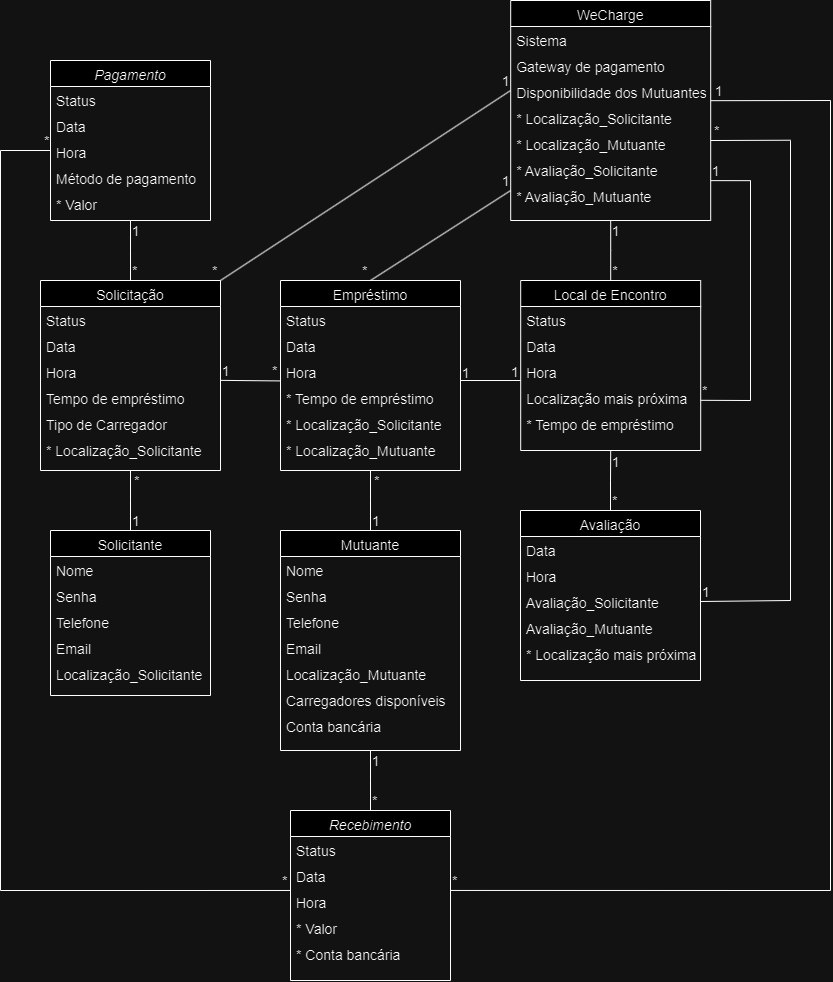 WeCharge
Sistema
Gateway de pagamento
Disponibilidade dos Mutuantes
* Localização_Solicitante
* Localização_Mutuante
* Avaliação_Solicitante
* Avaliação_Mutuante
1
1
1
*
1
1
*
*
*
*
Pagamento
Status
Data
Hora
Método de pagamento
* Valor
*
1
*
Solicitação
Status
Data
Hora
Tempo de empréstimo
Tipo de Carregador
* Localização_Solicitante
1
*
*
1
Empréstimo
Status
Data
Hora
* Tempo de empréstimo
* Localização_Solicitante
* Localização_Mutuante
1
1
*
1
Local de Encontro
Status
Data
Hora
Localização mais próxima
* Tempo de empréstimo
1
*
Solicitante
Nome
Senha
Telefone
Email
Localização_Solicitante
Mutuante
Nome
Senha
Telefone
Email
Localização_Mutuante
Carregadores disponíveis
Conta bancária
1
*
Avaliação
Data
Hora
Avaliação_Solicitante
Avaliação_Mutuante
* Localização mais próxima
1
Recebimento
Status
Data
Hora
* Valor
* Conta bancária
*
*